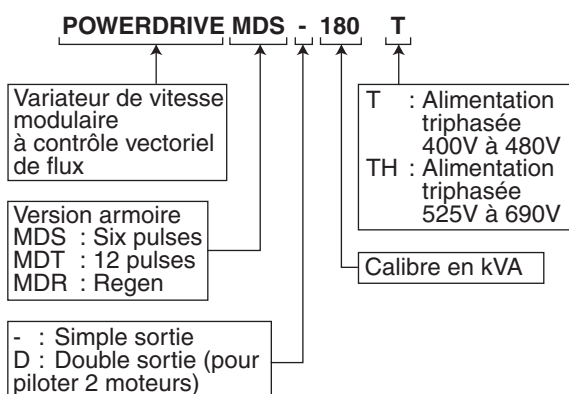 POWERDRIVE MDS - 180 T
Variateur de vitesse
modulaire
à contrôle vectoriel
de flux
T : Alimentation
triphasée
400V à 480V
TH : Alimentation
triphasée
525V à 690V
Version armoire
MDS : Six pulses
MDT : 12 pulses
MDR : Regen
Calibre en kVA
- : Simple sortie
D : Double sortie (pour
piloter 2 moteurs)